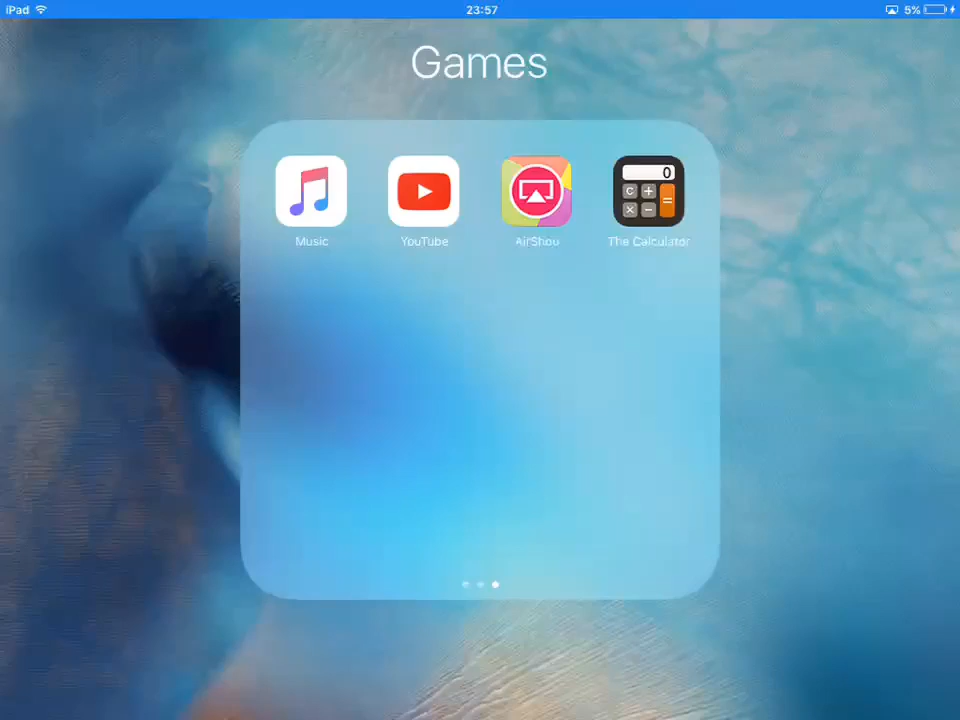 iPad 23:57 5%
Games
0
C +
=
× −
Music YouTube AirShou The Calculator